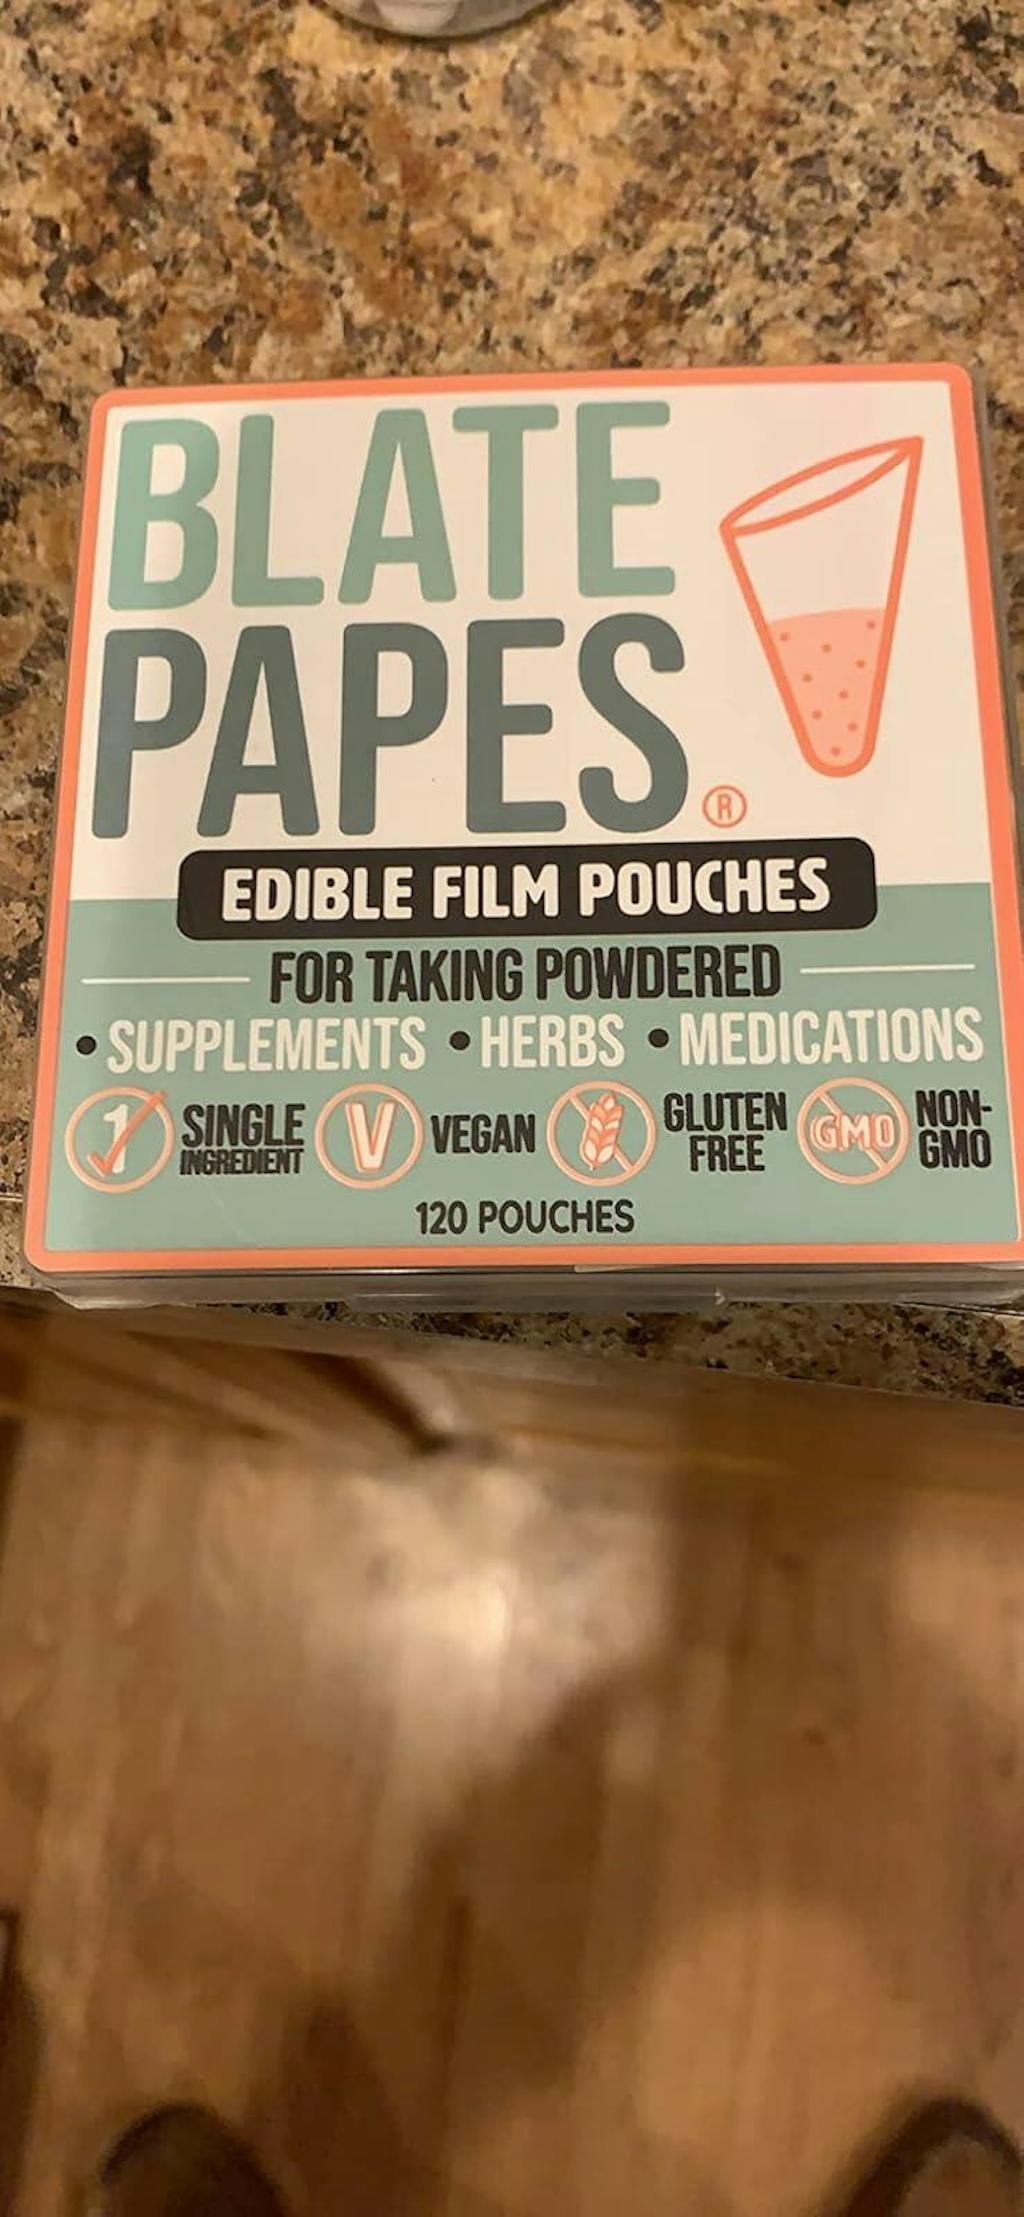 BLATE
PAPES®
EDIBLE FILM POUCHES
FOR TAKING POWDERED
• SUPPLEMENTS • HERBS • MEDICATIONS
1 SINGLE INGREDIENT V VEGAN GLUTEN FREE GMO NON-GMO
120 POUCHES